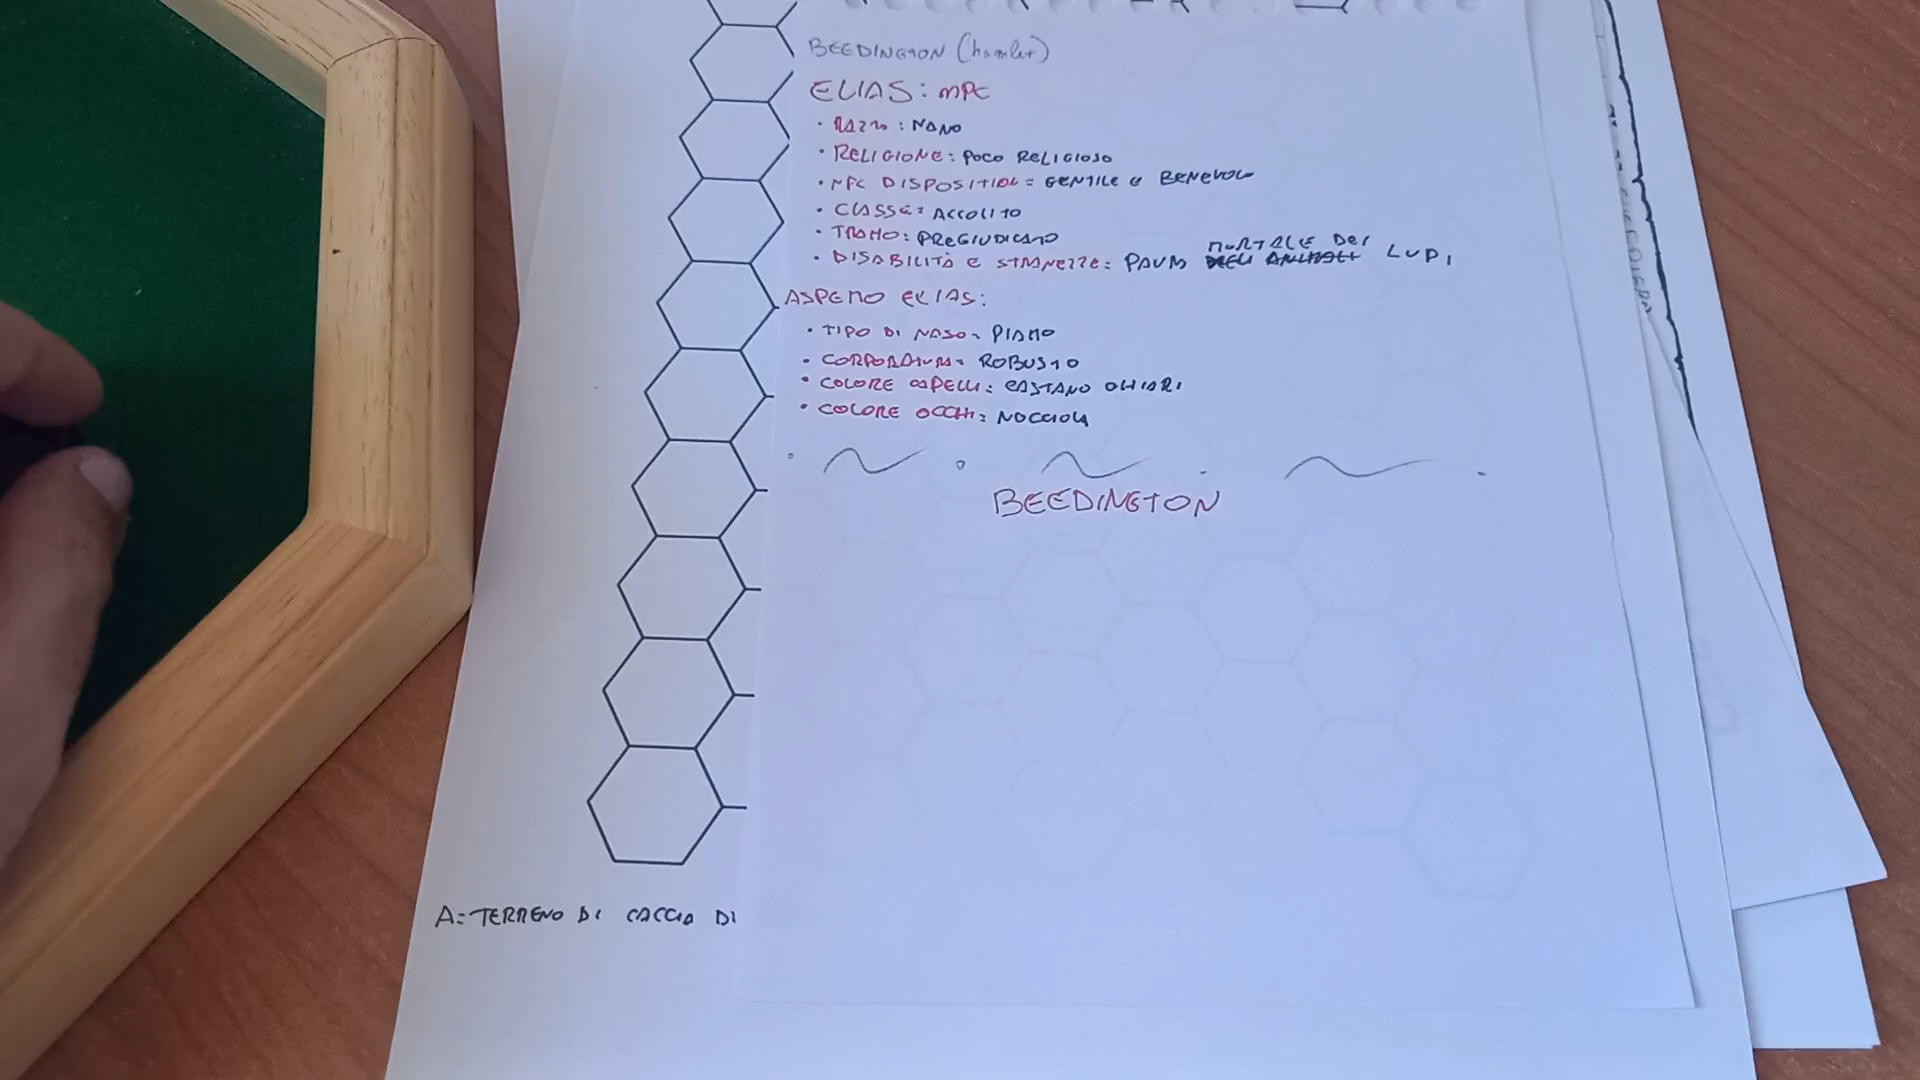 BEEDINGTON (hamlet)
ELIAS: NPC
• RAZZA: NANO
• RELIGIONE: POCO RELIGIOSO
• NPC DISPOSITION = GENTILE E BENEVOLO
• CLASSE: ACCOLITO
• TRATTO: PREGIUDICATO
• DISABILITÀ E STRANEZZE: PAURA MORTALE DEI LUPI
ASPETTO ELIAS:
• TIPO DI NASO: PIATTO
• CORPORATURA: ROBUSTO
• COLORE CAPELLI: CASTANO CHIARI
• COLORE OCCHI: NOCCIOLA
BEEDINGTON
A = TERRENO DI CACCIA DI